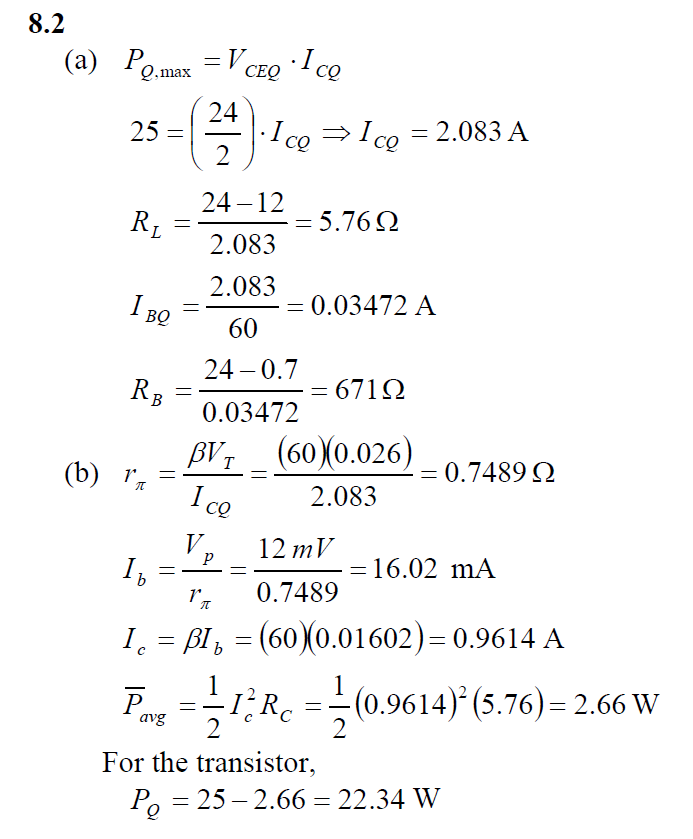 8.2
(a) P_{Q,max} = V_{CEQ} · I_{CQ}
25 = (24/2) · I_{CQ} ⇒ I_{CQ} = 2.083 A
R_L = (24 – 12)/2.083 = 5.76 Ω
I_{BQ} = 2.083/60 = 0.03472 A
R_B = (24 – 0.7)/0.03472 = 671 Ω
(b) r_π = βV_T/I_{CQ} = (60)(0.026)/2.083 = 0.7489 Ω
I_b = V_p/r_π = 12 mV/0.7489 = 16.02 mA
I_c = βI_b = (60)(0.01602) = 0.9614 A
P̅_{avg} = 1/2 I_c^2 R_C = 1/2 (0.9614)^2 (5.76) = 2.66 W
For the transistor,
P_Q = 25 – 2.66 = 22.34 W